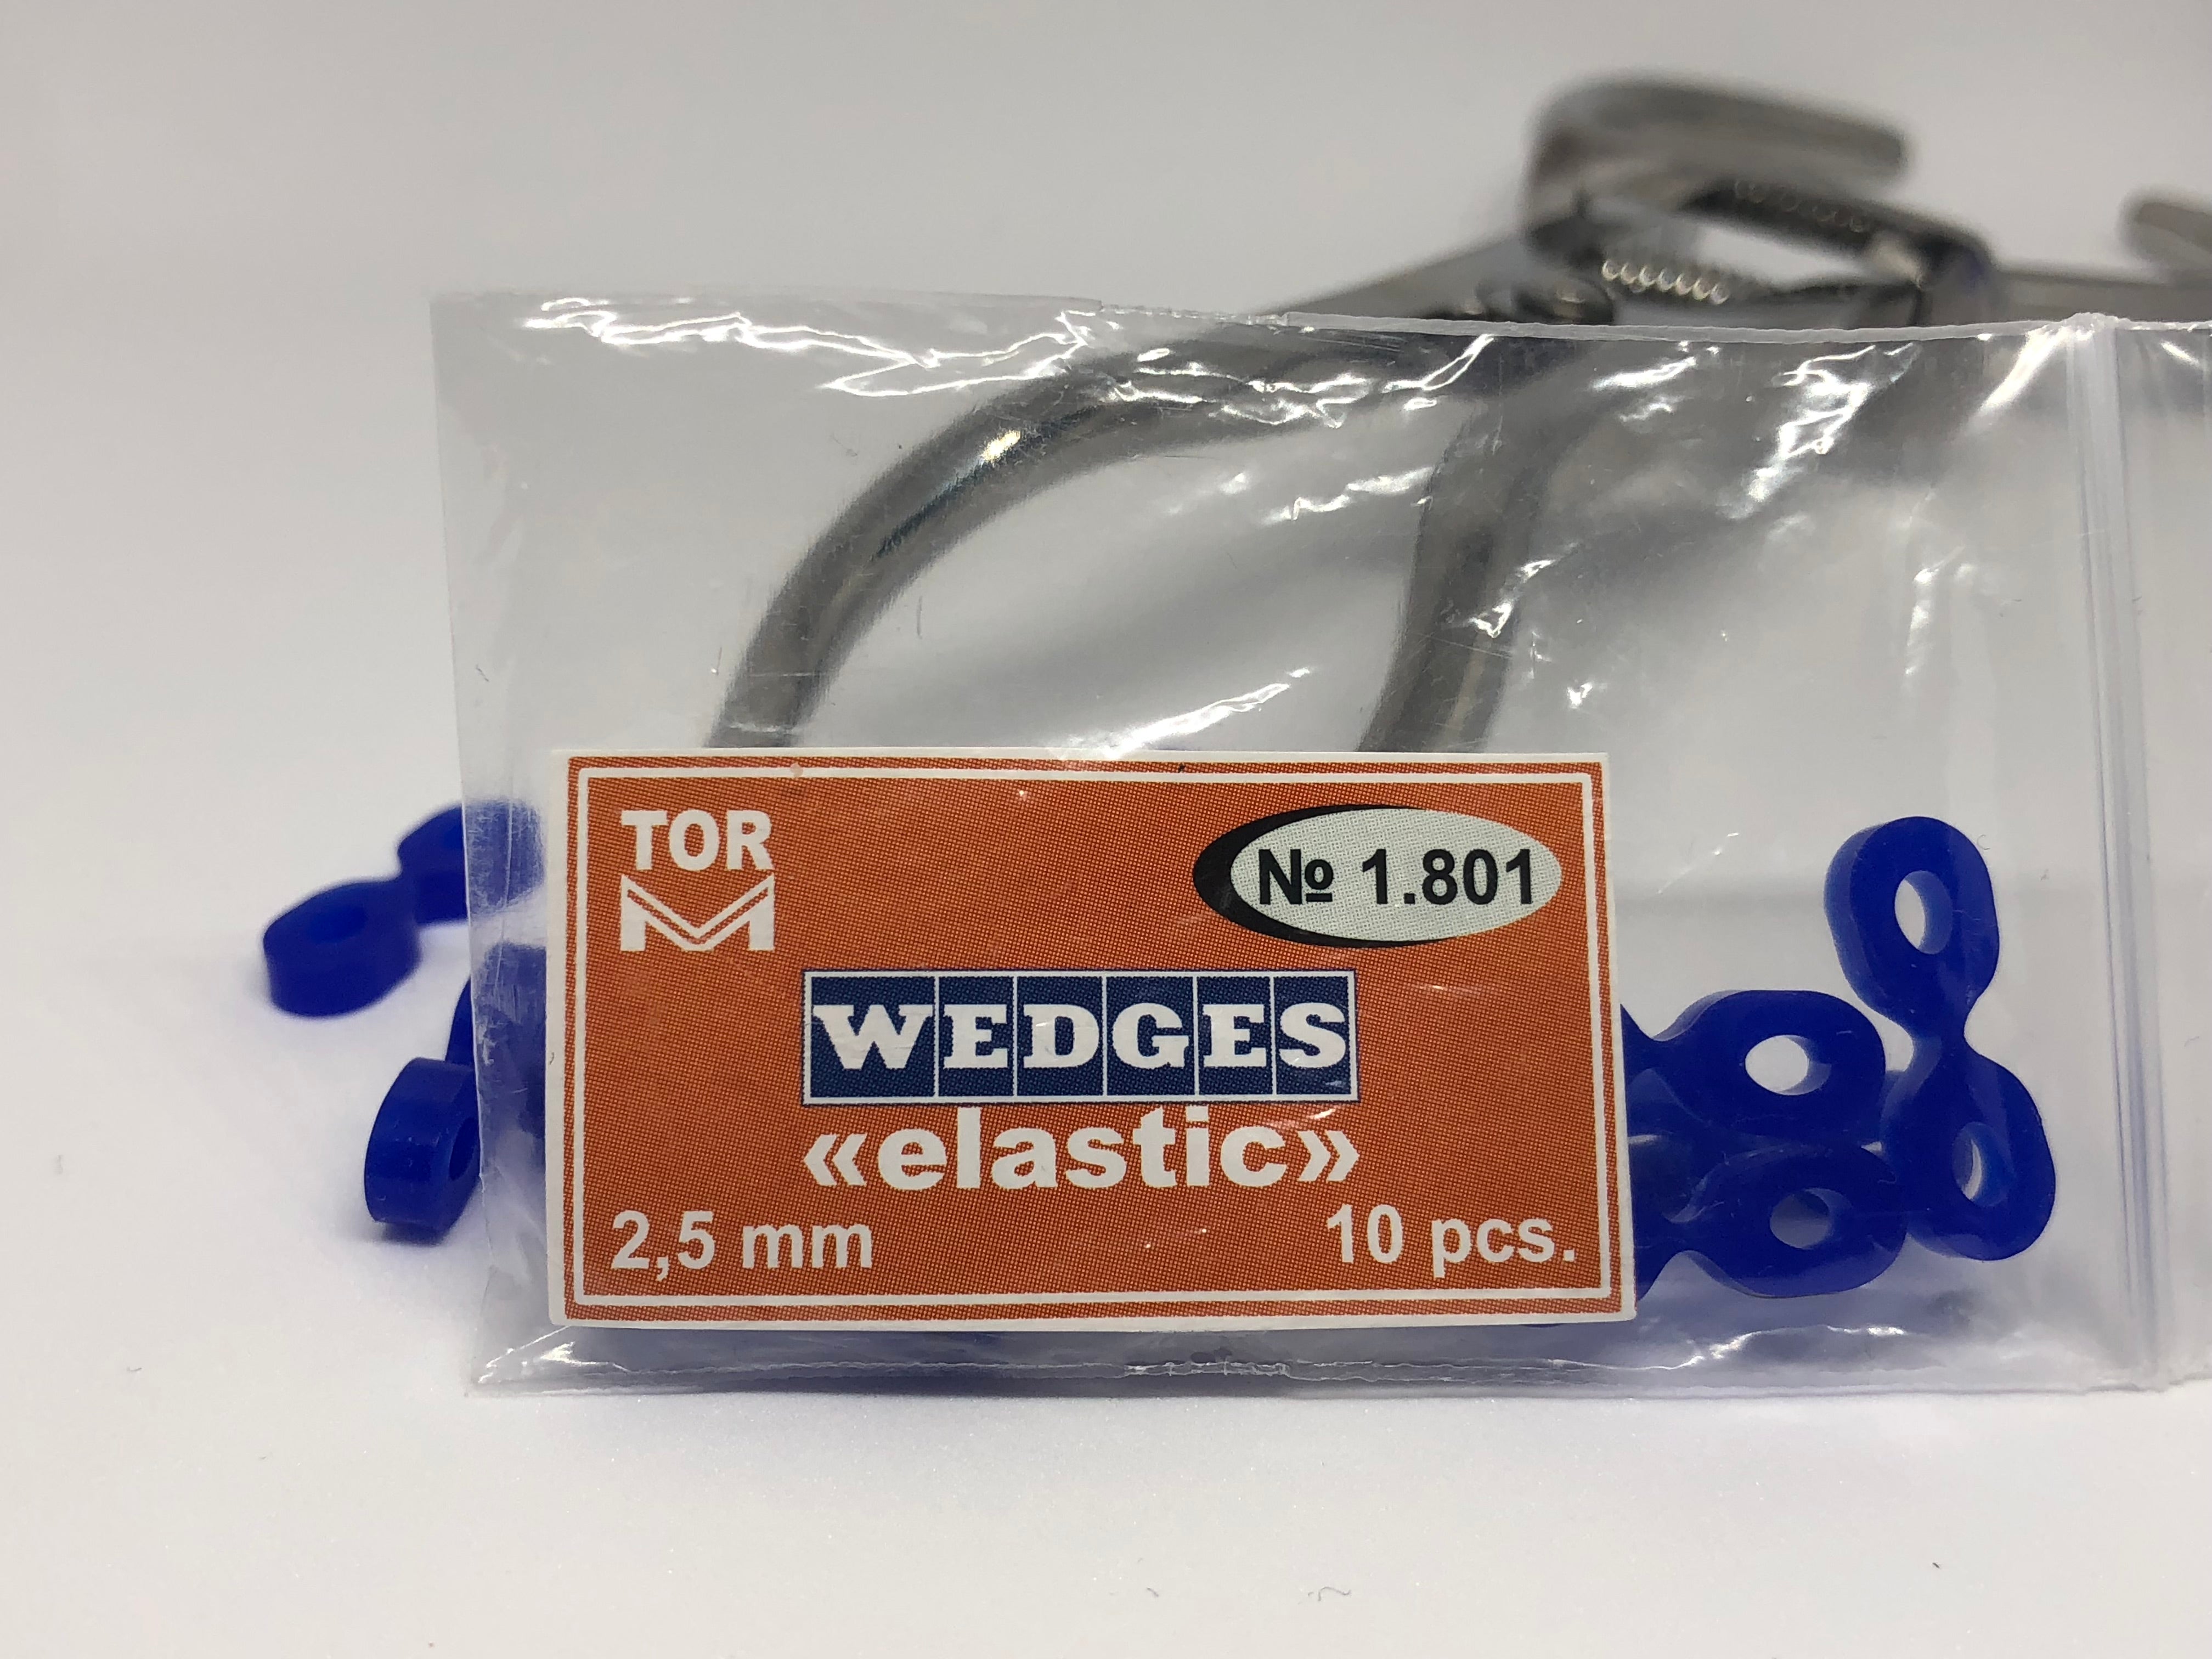 TOR
M
№ 1.801
WEDGES
«elastic»
2,5 mm
10 pcs.